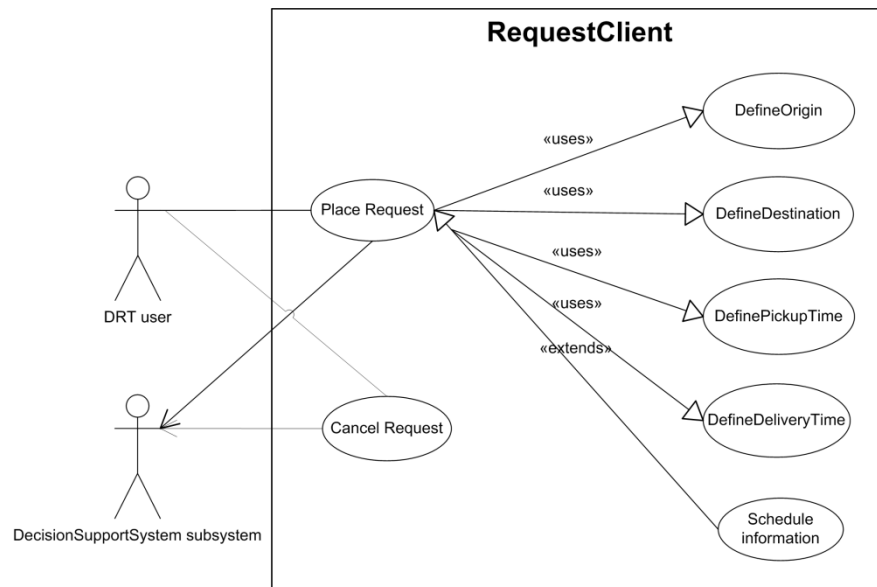 RequestClient
DefineOrigin
«uses»
«uses»
Place Request
DefineDestination
«uses»
DRT user
«uses»
DefinePickupTime
«extends»
Cancel Request
DefineDeliveryTime
DecisionSupportSystem subsystem
Schedule
information